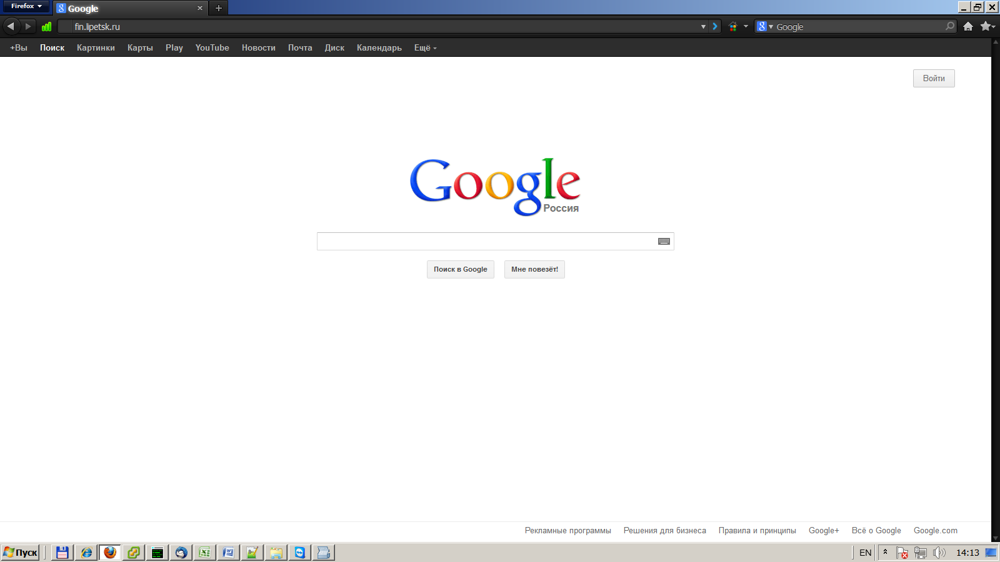 Firefox
Google
fin.lipetsk.ru
Google
+Вы Поиск Картинки Карты Play YouTube Новости Почта Диск Календарь Ещё
Войти
Google
Россия
Поиск в Google Мне повезёт!
Рекламные программы Решения для бизнеса Правила и принципы Google+ Всё о Google Google.com
Пуск EN 14:13